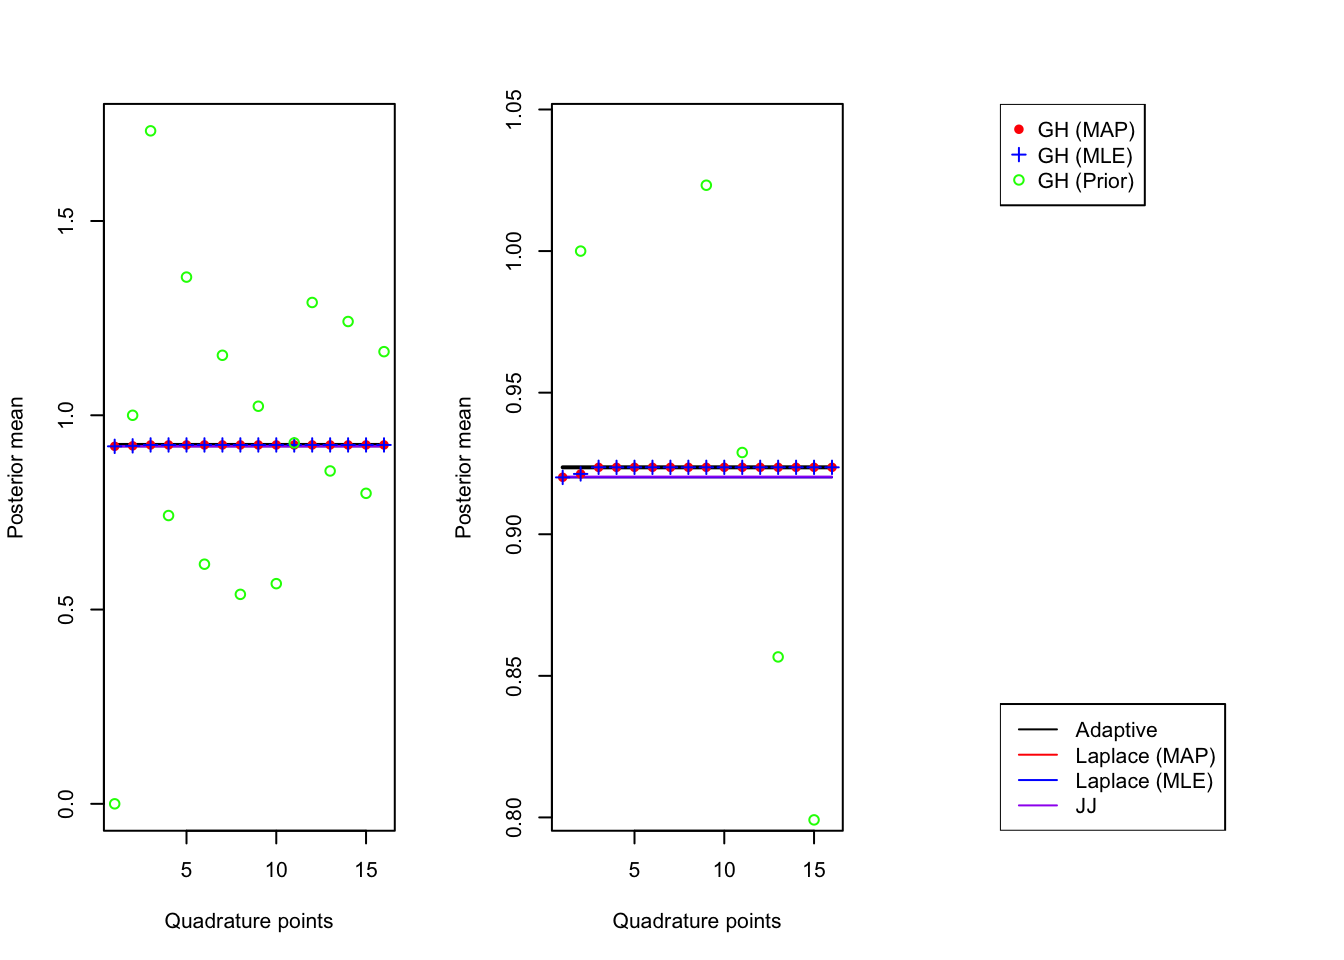 Posterior mean
0.0
0.5
1.0
1.5
5
10
15
Quadrature points
Posterior mean
0.80
0.85
0.90
0.95
1.00
1.05
5
10
15
Quadrature points
GH (MAP)
GH (MLE)
GH (Prior)
Adaptive
Laplace (MAP)
Laplace (MLE)
JJ